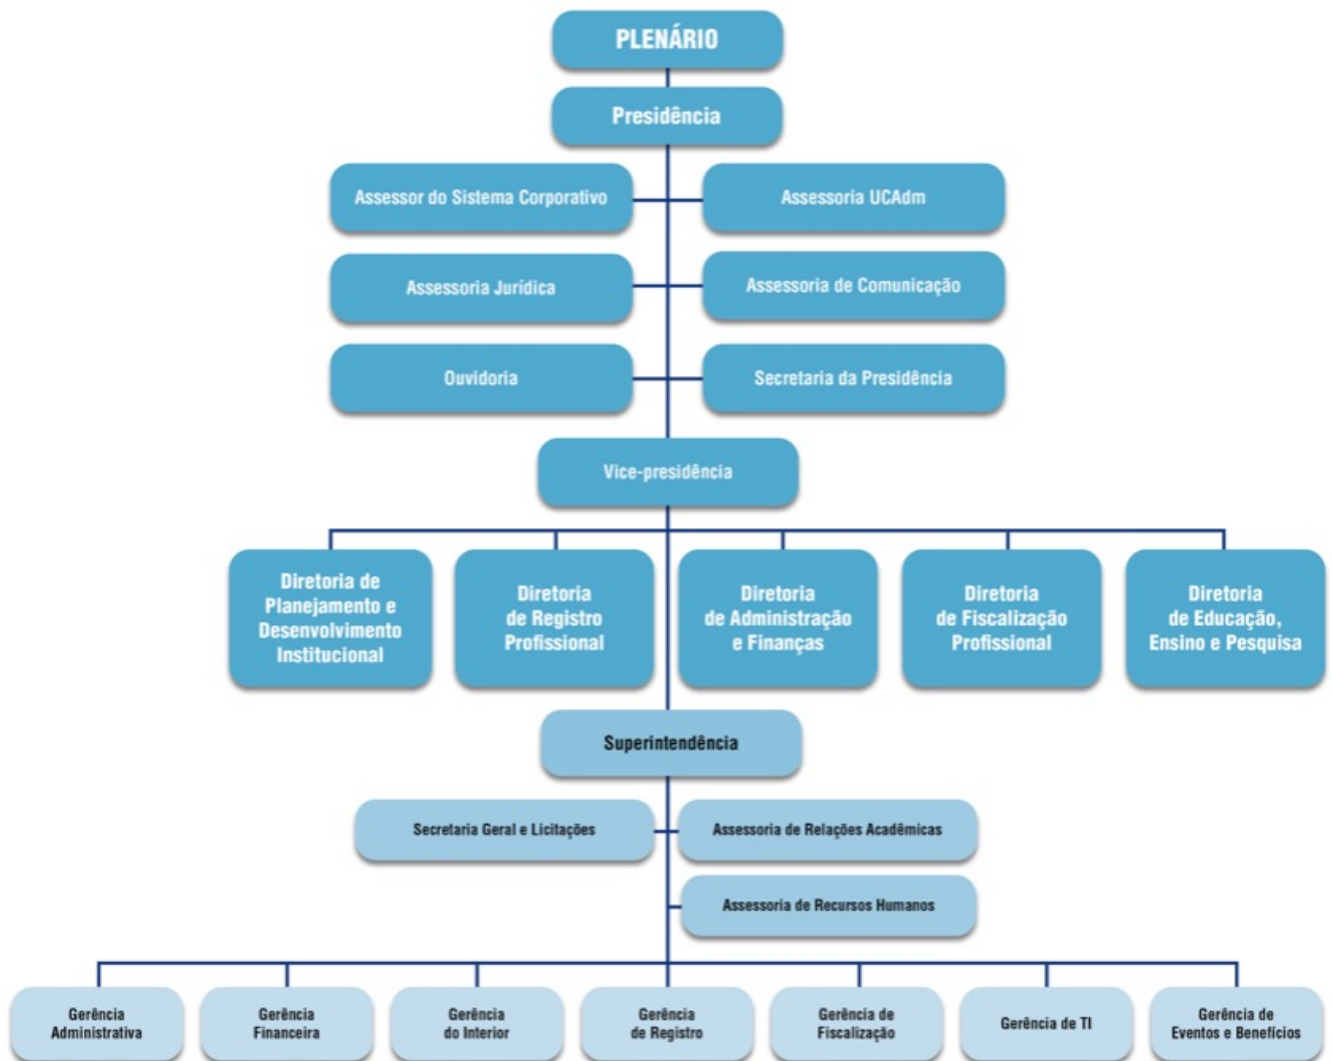 PLENÁRIO
Presidência
Assessor do Sistema Corporativo
Assessoria UCAdm
Assessoria Jurídica
Assessoria de Comunicação
Ouvidoria
Secretaria da Presidência
Vice-presidência
Diretoria de
Planejamento e
Desenvolvimento
Institucional
Diretoria
de Registro
Profissional
Diretoria
de Administração
e Finanças
Diretoria
de Fiscalização
Profissional
Diretoria
de Educação,
Ensino e Pesquisa
Superintendência
Secretaria Geral e Licitações
Assessoria de Relações Acadêmicas
Assessoria de Recursos Humanos
Gerência
Administrativa
Gerência
Financeira
Gerência
do Interior
Gerência
de Registro
Gerência de
Fiscalização
Gerência de TI
Gerência de
Eventos e Benefícios